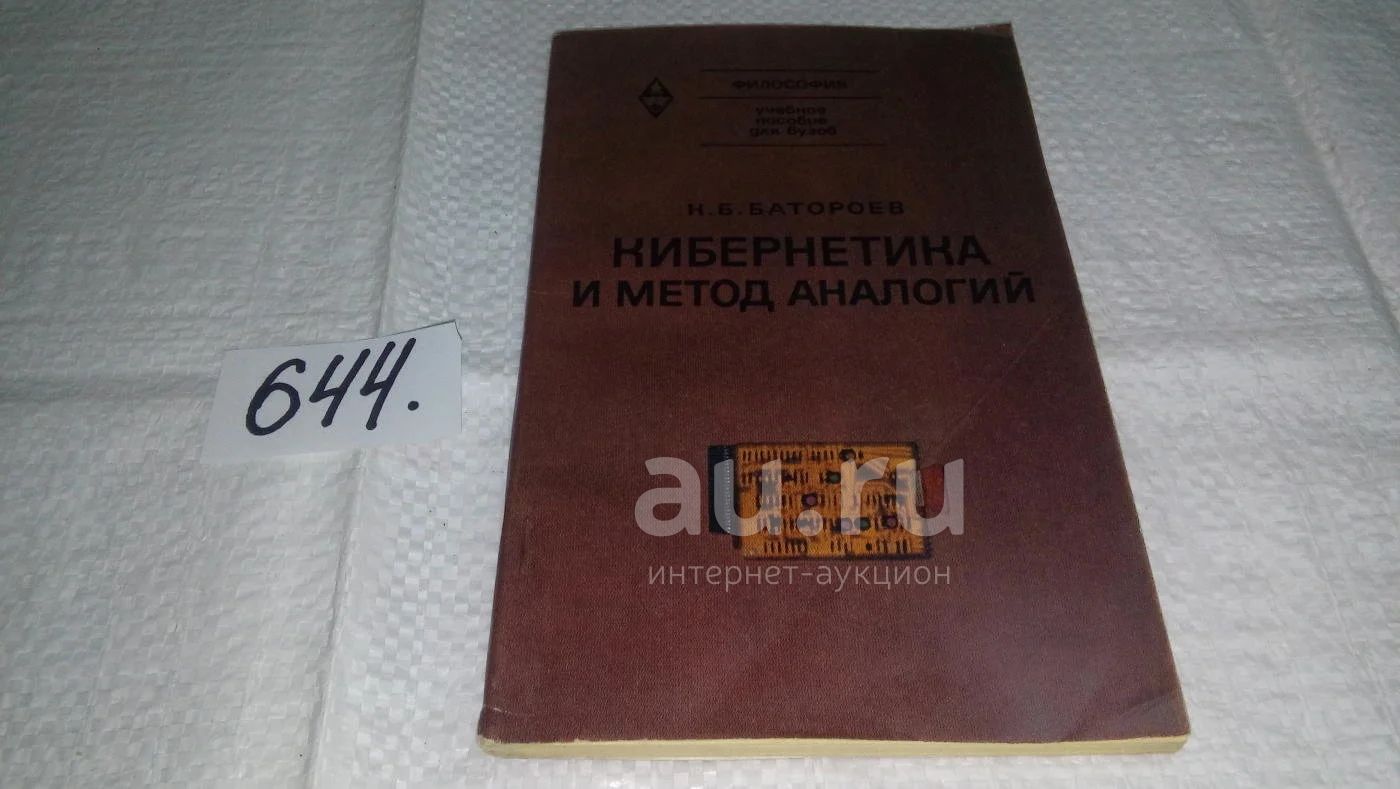 ФИЛОСОФИЯ
учебное
пособие
для вузов
К.Б.БАТОРОЕВ
КИБЕРНЕТИКА
И МЕТОД АНАЛОГИЙ
644.
au.ru
интернет-аукцион